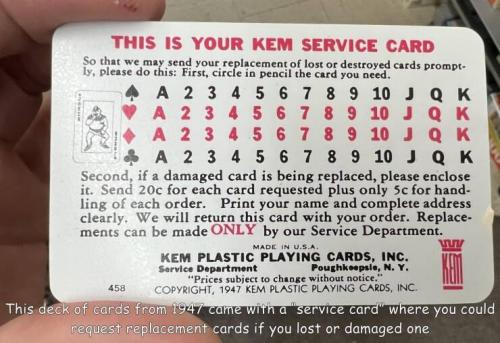 THIS IS YOUR KEM SERVICE CARD
So that we may send your replacement of lost or destroyed cards prompt-
ly, please do this: First, circle in pencil the card you need.
♠ A 2 3 4 5 6 7 8 9 10 J Q K
♥ A 2 3 4 5 6 7 8 9 10 J Q K
♦ A 2 3 4 5 6 7 8 9 10 J Q K
♣ A 2 3 4 5 6 7 8 9 10 J Q K
Second, if a damaged card is being replaced, please enclose
it. Send 20c for each card requested plus only 5c for hand-
ling of each order. Print your name and complete address
clearly. We will return this card with your order. Replace-
ments can be made ONLY by our Service Department.
MADE IN U.S.A.
KEM PLASTIC PLAYING CARDS, INC.
Service Department Poughkeepsie, N. Y.
"Prices subject to change without notice."
458 COPYRIGHT, 1947 KEM PLASTIC PLAYING CARDS, INC.
KEM
This deck of cards from 1947 came with a "service card" where you could
request replacement cards if you lost or damaged one